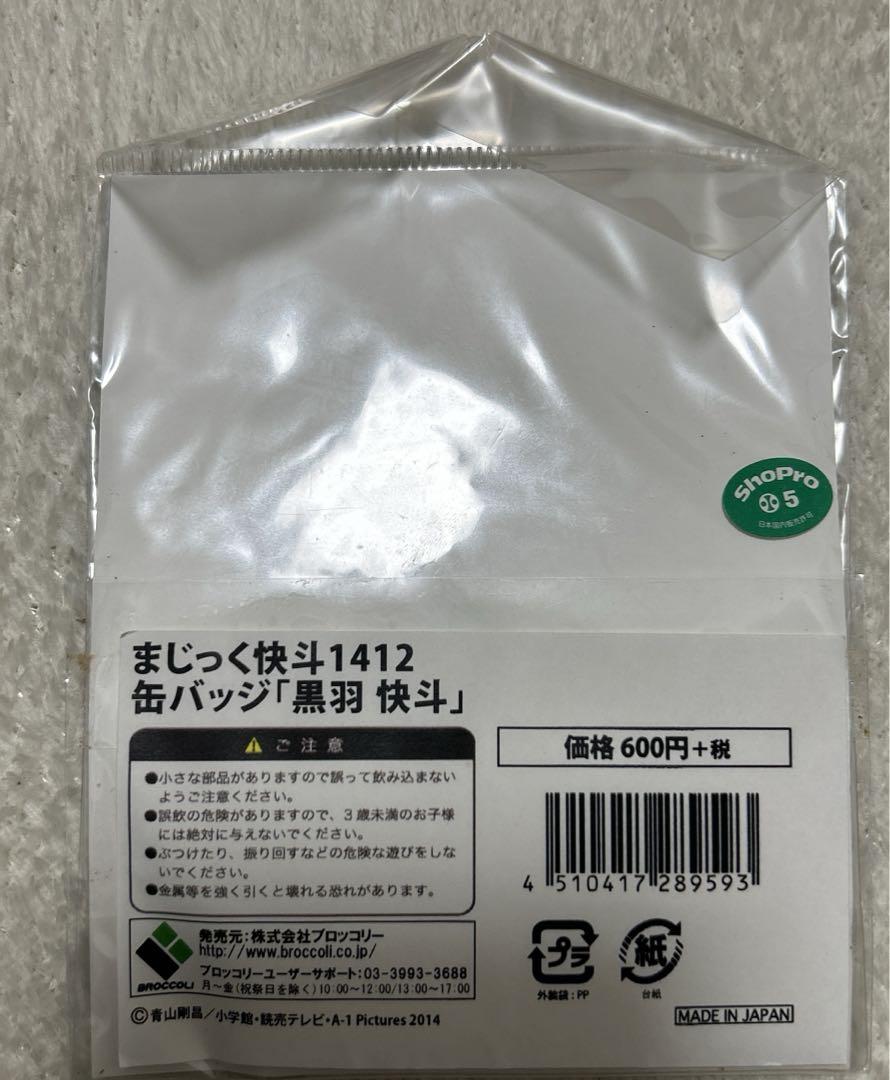 ShoPro
5
日本国内販売許可
まじっく快斗1412
缶バッジ「黒羽 快斗」
ご注意
●小さな部品がありますので誤って飲み込まない
ようご注意ください。
●誤飲の危険がありますので、3歳未満のお子様
には絶対に与えないでください。
●ぶつけたり、振り回すなどの危険な遊びをしな
いでください。
●金属等を強く引くと壊れる恐れがあります。
価格 600円+税
4 510417 289593
発売元:株式会社ブロッコリー
http://www.broccoli.co.jp/
ブロッコリーユーザーサポート:03-3993-3688
月〜金(祝祭日を除く)10:00〜12:00/13:00〜17:00
BROCCOLI
プラ
外装袋:PP
紙
台紙
©青山剛昌/小学館・読売テレビ・A-1 Pictures 2014
MADE IN JAPAN